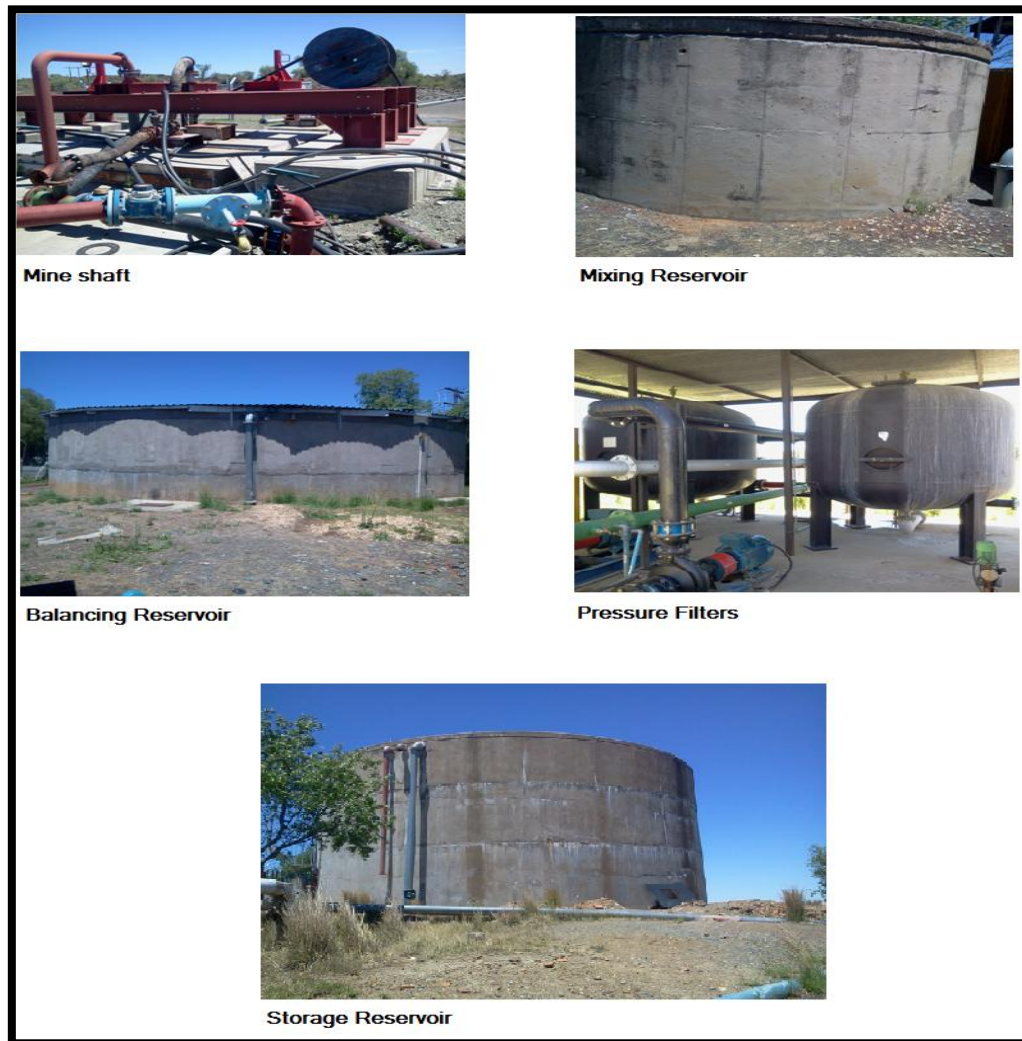 Mine shaft
Mixing Reservoir
Balancing Reservoir
Pressure Filters
Storage Reservoir